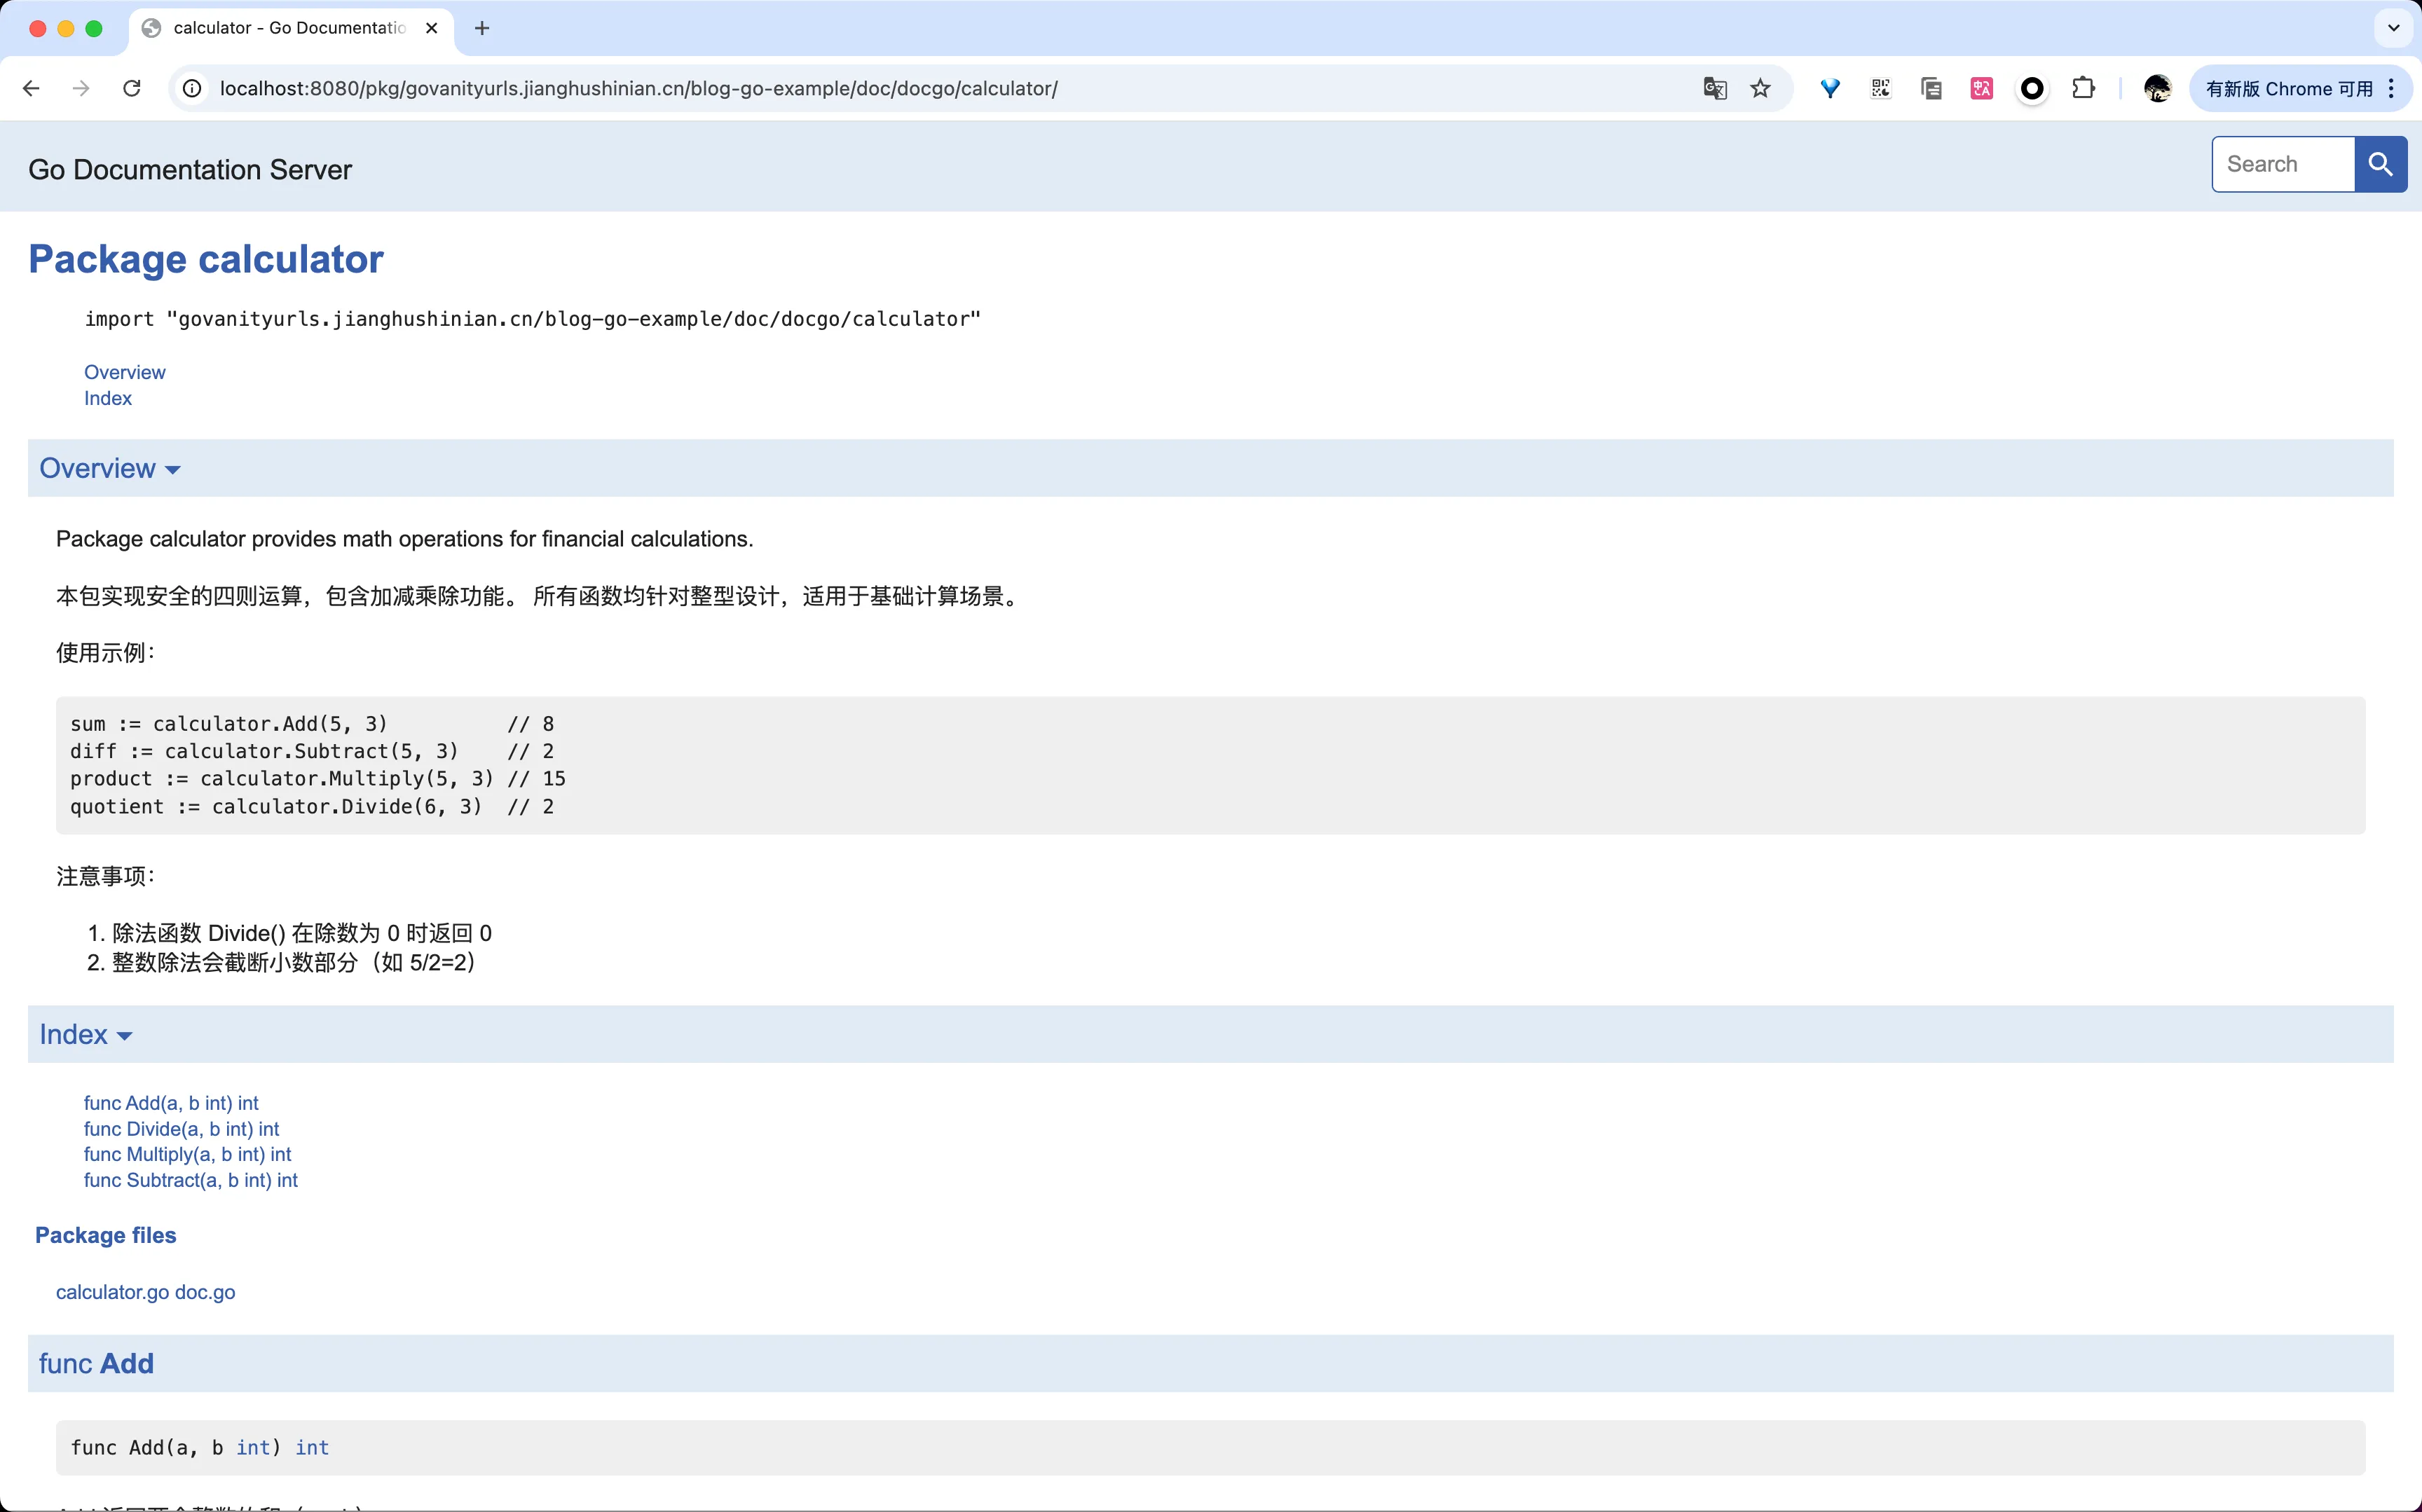 calculator - Go Documentatio
localhost:8080/pkg/govanityurls.jianghushinian.cn/blog-go-example/doc/docgo/calculator/
有新版 Chrome 可用
Go Documentation Server
Search
Package calculator
import "govanityurls.jianghushinian.cn/blog-go-example/doc/docgo/calculator"
Overview
Index
Overview
Package calculator provides math operations for financial calculations.
本包实现安全的四则运算，包含加减乘除功能。 所有函数均针对整型设计，适用于基础计算场景。
使用示例：
sum := calculator.Add(5, 3)          // 8
diff := calculator.Subtract(5, 3)    // 2
product := calculator.Multiply(5, 3) // 15
quotient := calculator.Divide(6, 3)  // 2
注意事项：
1. 除法函数 Divide() 在除数为 0 时返回 0
2. 整数除法会截断小数部分（如 5/2=2）
Index
func Add(a, b int) int
func Divide(a, b int) int
func Multiply(a, b int) int
func Subtract(a, b int) int
Package files
calculator.go doc.go
func Add
func Add(a, b int) int